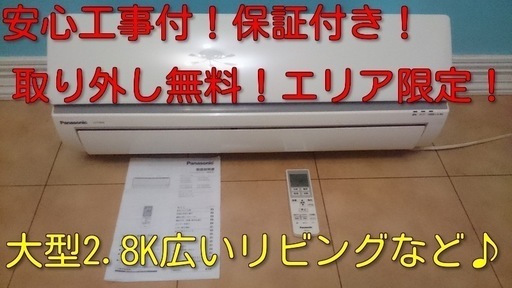 安心工事付！保証付き！
取り外し無料！エリア限定！
Panasonic
Panasonic
大型2.8K広いリビングなど♪